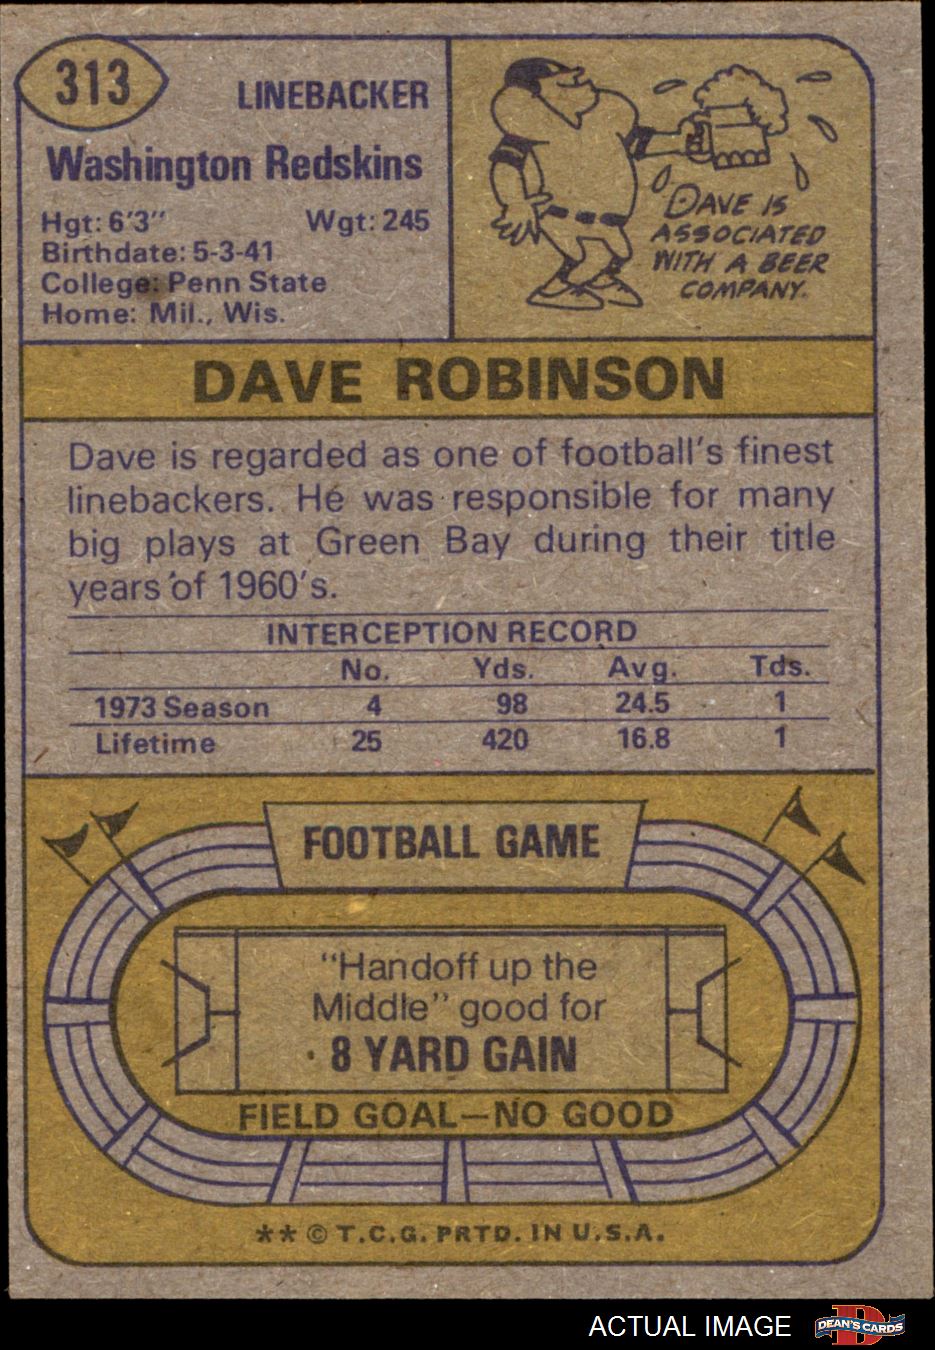 313
LINEBACKER
Washington Redskins
Hgt: 6'3" Wgt: 245
Birthdate: 5-3-41
College: Penn State
Home: Mil., Wis.
DAVE IS
ASSOCIATED
WITH A BEER
COMPANY.
DAVE ROBINSON
Dave is regarded as one of football's finest
linebackers. He was responsible for many
big plays at Green Bay during their title
years of 1960's.
INTERCEPTION RECORD
No. Yds. Avg. Tds.
1973 Season 4 98 24.5 1
Lifetime 25 420 16.8 1
FOOTBALL GAME
"Handoff up the
Middle" good for
8 YARD GAIN
FIELD GOAL—NO GOOD
** © T.C.G. PRTD. IN U.S.A.
ACTUAL IMAGE
DEAN'S CARDS